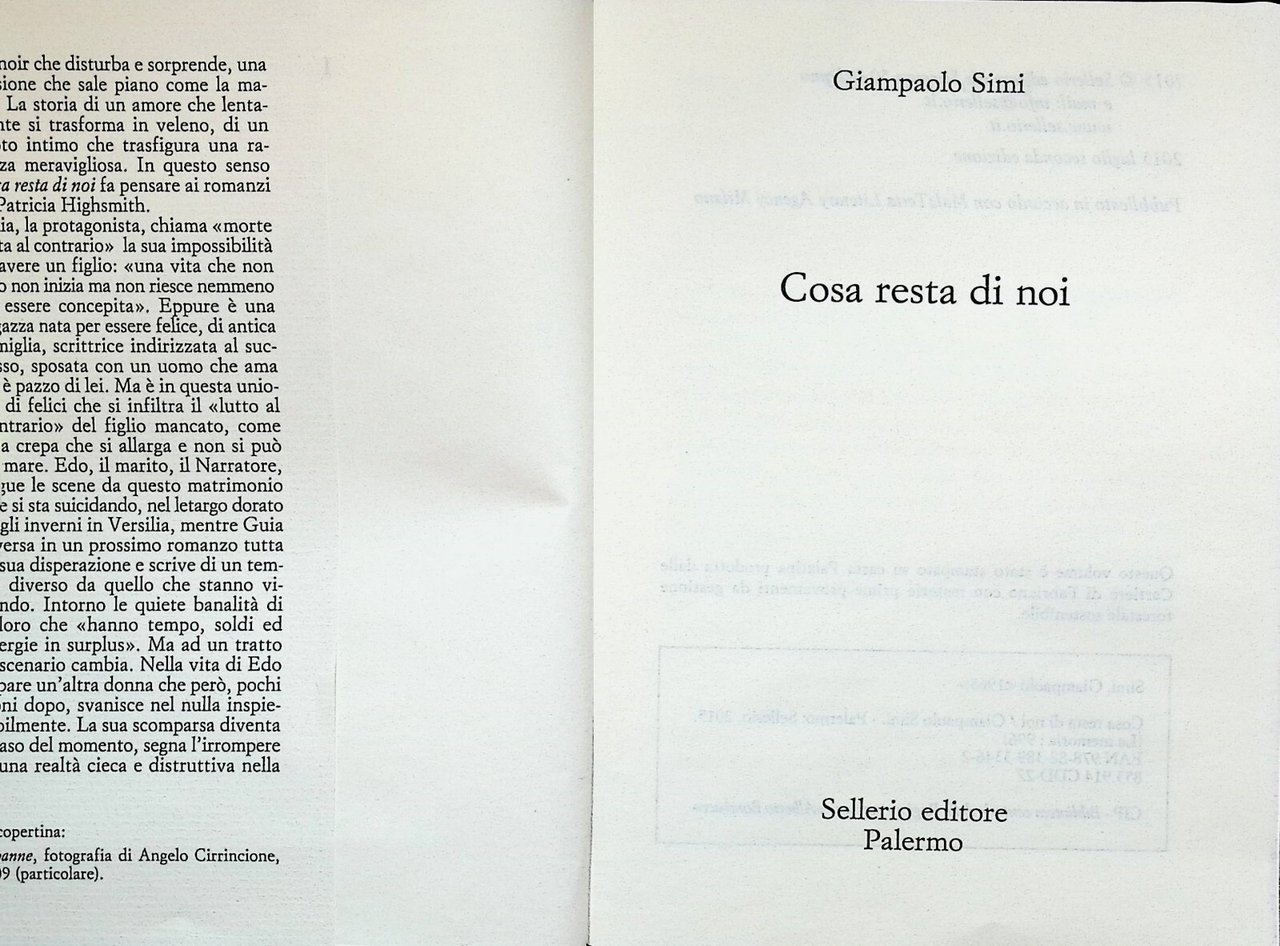 noir che disturba e sorprende, una
sione che sale piano come la ma-
La storia di un amore che lenta-
nte si trasforma in veleno, di un
oto intimo che trasfigura una ra-
za meravigliosa. In questo senso
a resta di noi fa pensare ai romanzi
Patricia Highsmith.
ia, la protagonista, chiama «morte
ta al contrario» la sua impossibilità
avere un figlio: «una vita che non
o non inizia ma non riesce nemmeno
essere concepita». Eppure è una
gazza nata per essere felice, di antica
miglia, scrittrice indirizzata al suc-
sso, sposata con un uomo che ama
è pazzo di lei. Ma è in questa unio-
di felici che si infiltra il «lutto al
ntrario» del figlio mancato, come
a crepa che si allarga e non si può
mare. Edo, il marito, il Narratore,
gue le scene da questo matrimonio
e si sta suicidando, nel letargo dorato
gli inverni in Versilia, mentre Guia
versa in un prossimo romanzo tutta
sua disperazione e scrive di un tem-
diverso da quello che stanno vi-
ndo. Intorno le quiete banalità di
loro che «hanno tempo, soldi ed
ergie in surplus». Ma ad un tratto
scenario cambia. Nella vita di Edo
pare un'altra donna che però, pochi
oni dopo, svanisce nel nulla inspie-
bilmente. La sua scomparsa diventa
aso del momento, segna l'irrompere
una realtà cieca e distruttiva nella
copertina:
anne, fotografia di Angelo Cirrincione,
09 (particolare).
Giampaolo Simi
Cosa resta di noi
Sellerio editore
Palermo